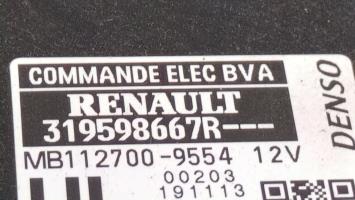 COMMANDE ELEC BVA
RENAULT
319598667R---
MB112700-9554 12V
00203
191113
DENSO